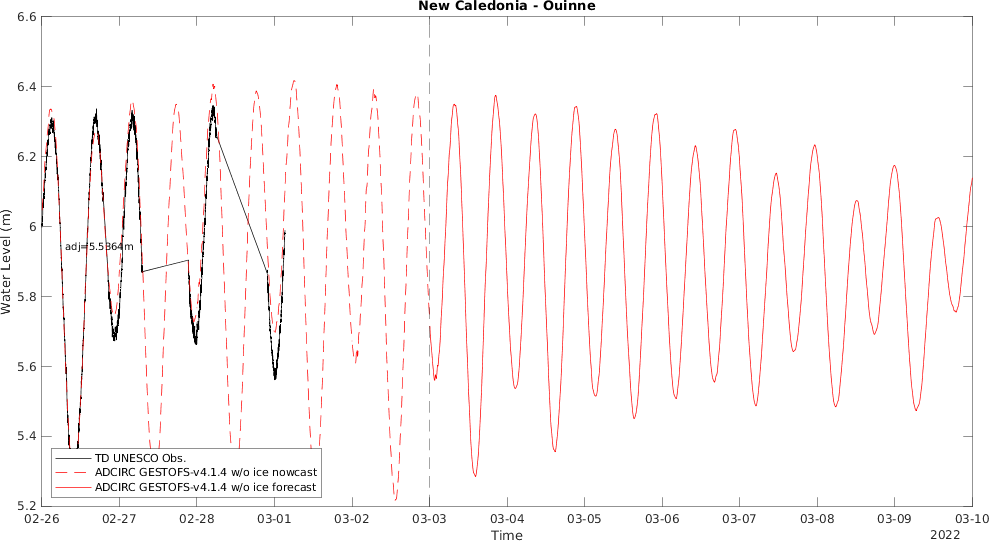 New Caledonia - Ouinne
6.6
6.4
6.2
6
5.8
5.6
5.4
5.2
Water Level (m)
adj=5.5364m
TD UNESCO Obs.
ADCIRC GESTOFS-v4.1.4 w/o ice nowcast
ADCIRC GESTOFS-v4.1.4 w/o ice forecast
02-26 02-27 02-28 03-01 03-02 03-03 03-04 03-05 03-06 03-07 03-08 03-09 03-10
Time
2022